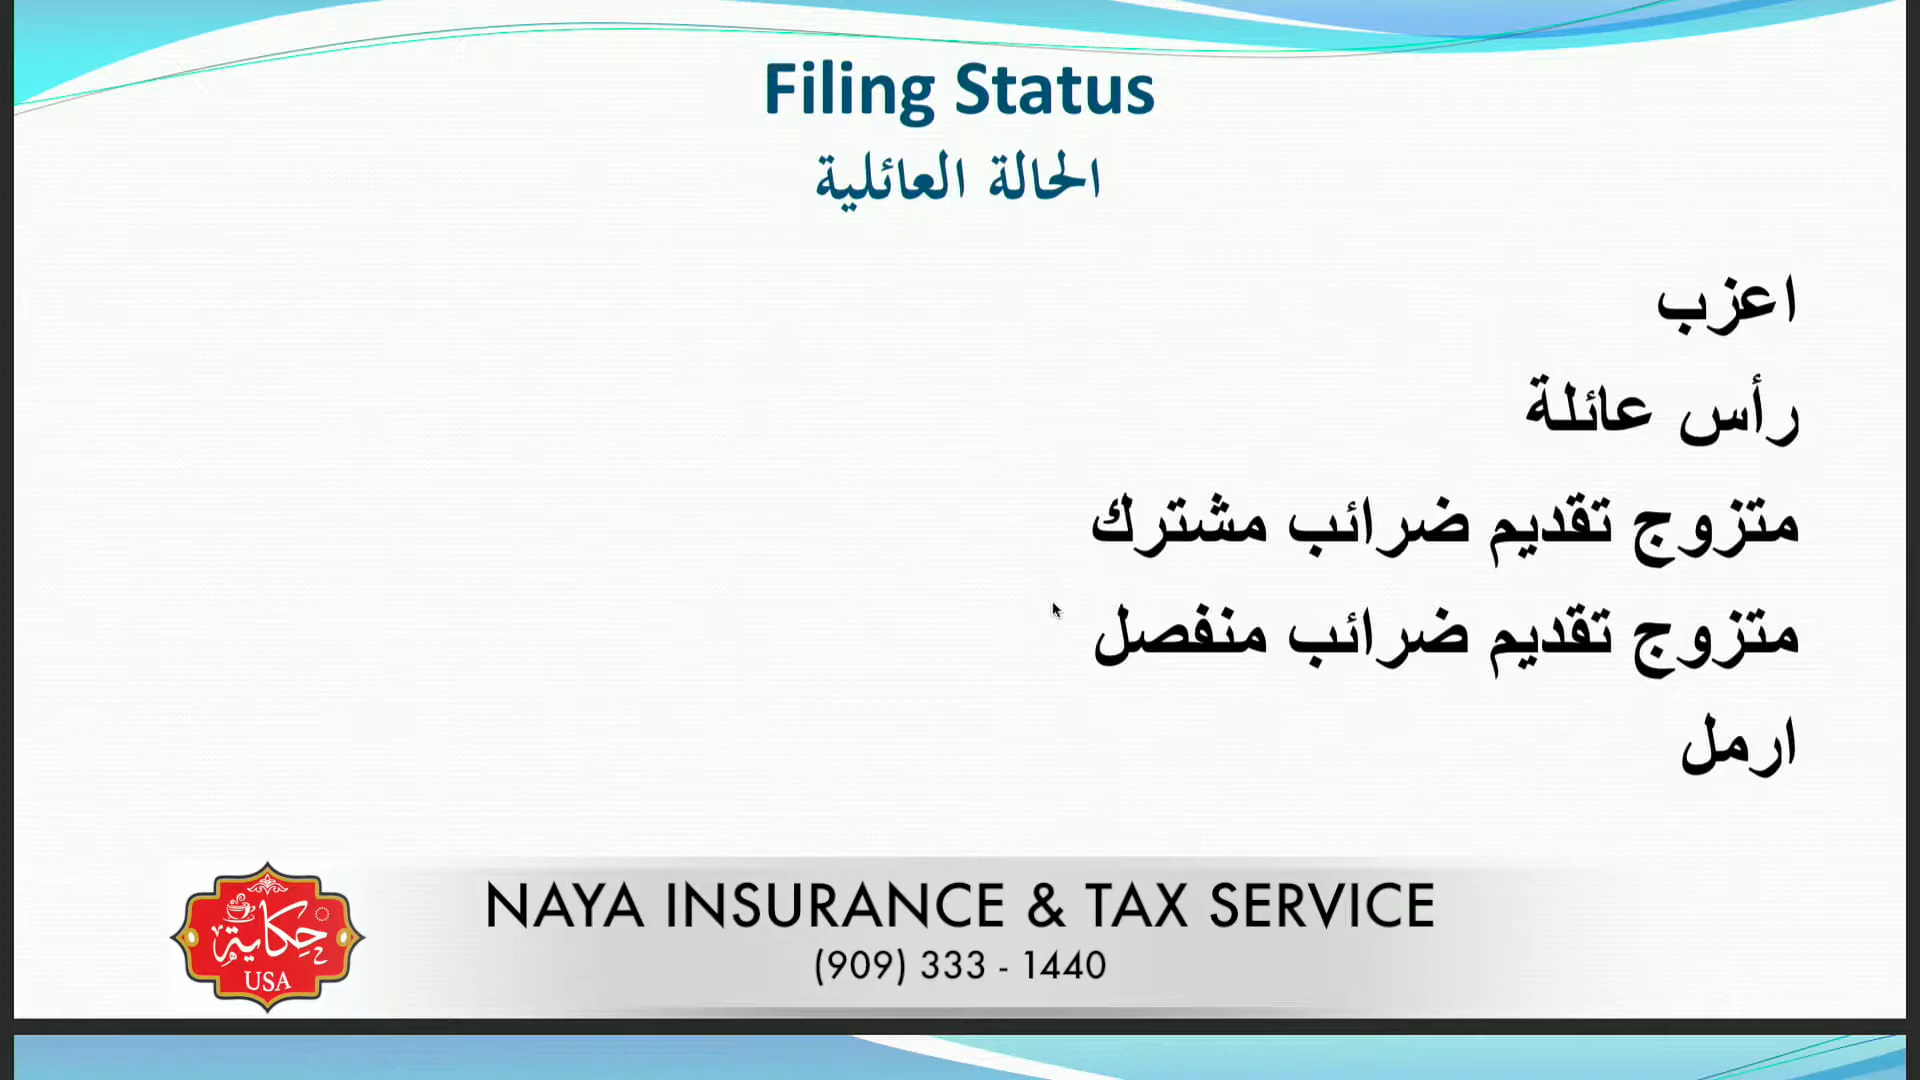 Filing Status
الحالة العائلية
اعزب
رأس عائلة
متزوج تقديم ضرائب مشترك
متزوج تقديم ضرائب منفصل
ارمل
NAYA INSURANCE & TAX SERVICE
(909) 333 - 1440
حكاية
USA